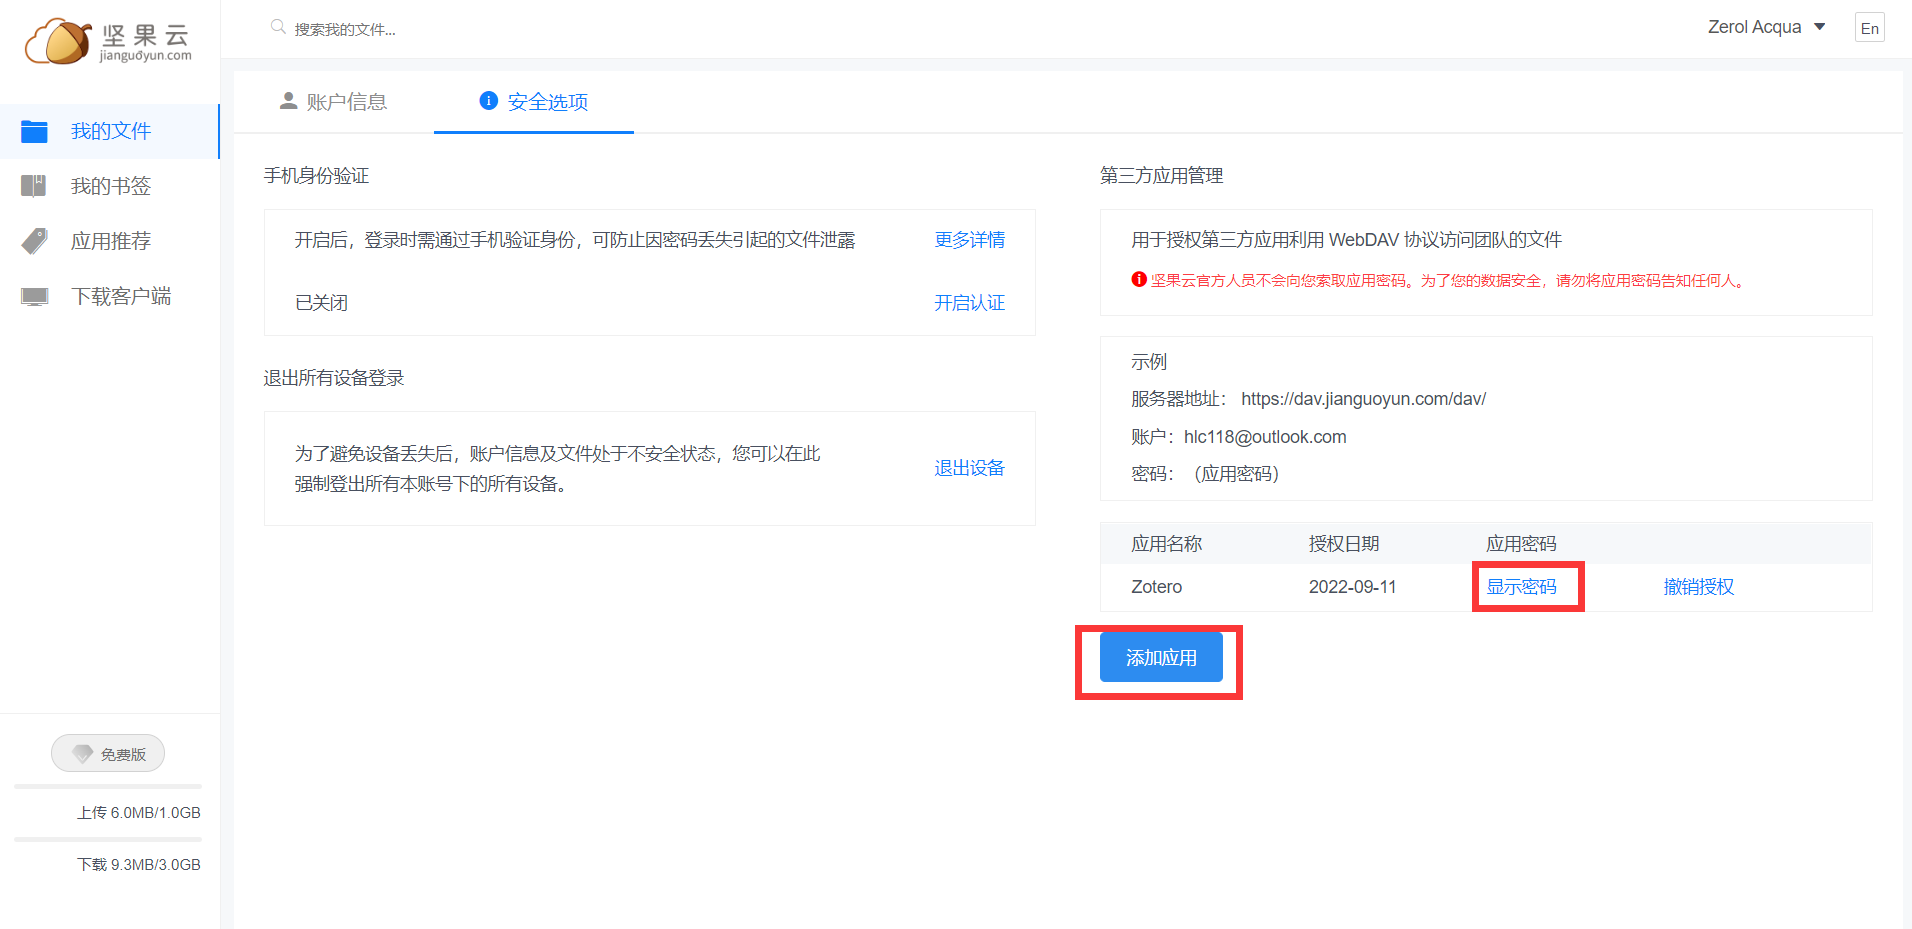 坚果云
jianguoyun.com
搜索我的文件...
Zerol Acqua
En
我的文件
我的书签
应用推荐
下载客户端
账户信息
安全选项
手机身份验证
开启后，登录时需通过手机验证身份，可防止因密码丢失引起的文件泄露
更多详情
已关闭
开启认证
退出所有设备登录
为了避免设备丢失后，账户信息及文件处于不安全状态，您可以在此
强制登出所有本账号下的所有设备。
退出设备
第三方应用管理
用于授权第三方应用利用 WebDAV 协议访问团队的文件
坚果云官方人员不会向您索取应用密码。为了您的数据安全，请勿将应用密码告知任何人。
示例
服务器地址： https://dav.jianguoyun.com/dav/
账户：hlc118@outlook.com
密码：（应用密码）
应用名称 授权日期 应用密码
Zotero 2022-09-11 显示密码 撤销授权
添加应用
免费版
上传 6.0MB/1.0GB
下载 9.3MB/3.0GB